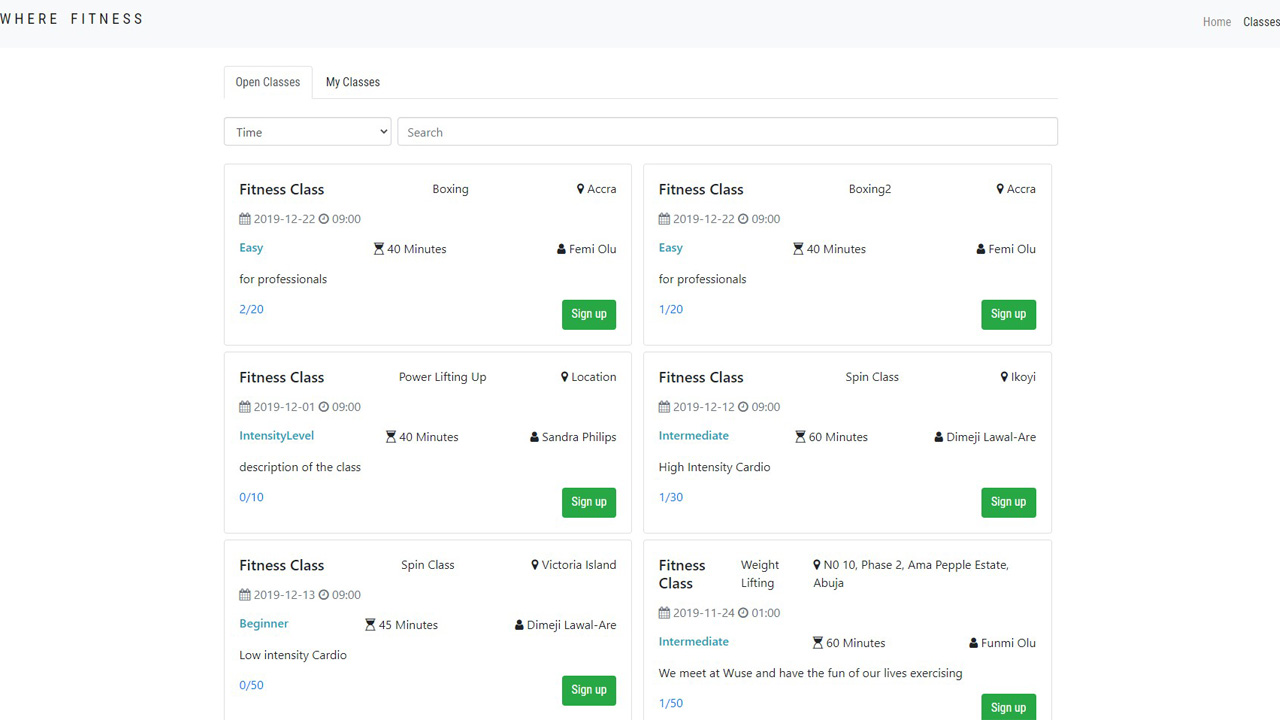 WHERE FITNESS
Home Classes
Open Classes My Classes
Time Search
Fitness Class Boxing Accra
2019-12-22 09:00
Easy 40 Minutes Femi Olu
for professionals
2/20 Sign up
Fitness Class Boxing2 Accra
2019-12-22 09:00
Easy 40 Minutes Femi Olu
for professionals
1/20 Sign up
Fitness Class Power Lifting Up Location
2019-12-01 09:00
IntensityLevel 40 Minutes Sandra Philips
description of the class
0/10 Sign up
Fitness Class Spin Class Ikoyi
2019-12-12 09:00
Intermediate 60 Minutes Dimeji Lawal-Are
High Intensity Cardio
1/30 Sign up
Fitness Class Spin Class Victoria Island
2019-12-13 09:00
Beginner 45 Minutes Dimeji Lawal-Are
Low intensity Cardio
0/50 Sign up
Fitness Weight N0 10, Phase 2, Ama Pepple Estate,
Class Lifting Abuja
2019-11-24 01:00
Intermediate 60 Minutes Funmi Olu
We meet at Wuse and have the fun of our lives exercising
1/50 Sign up